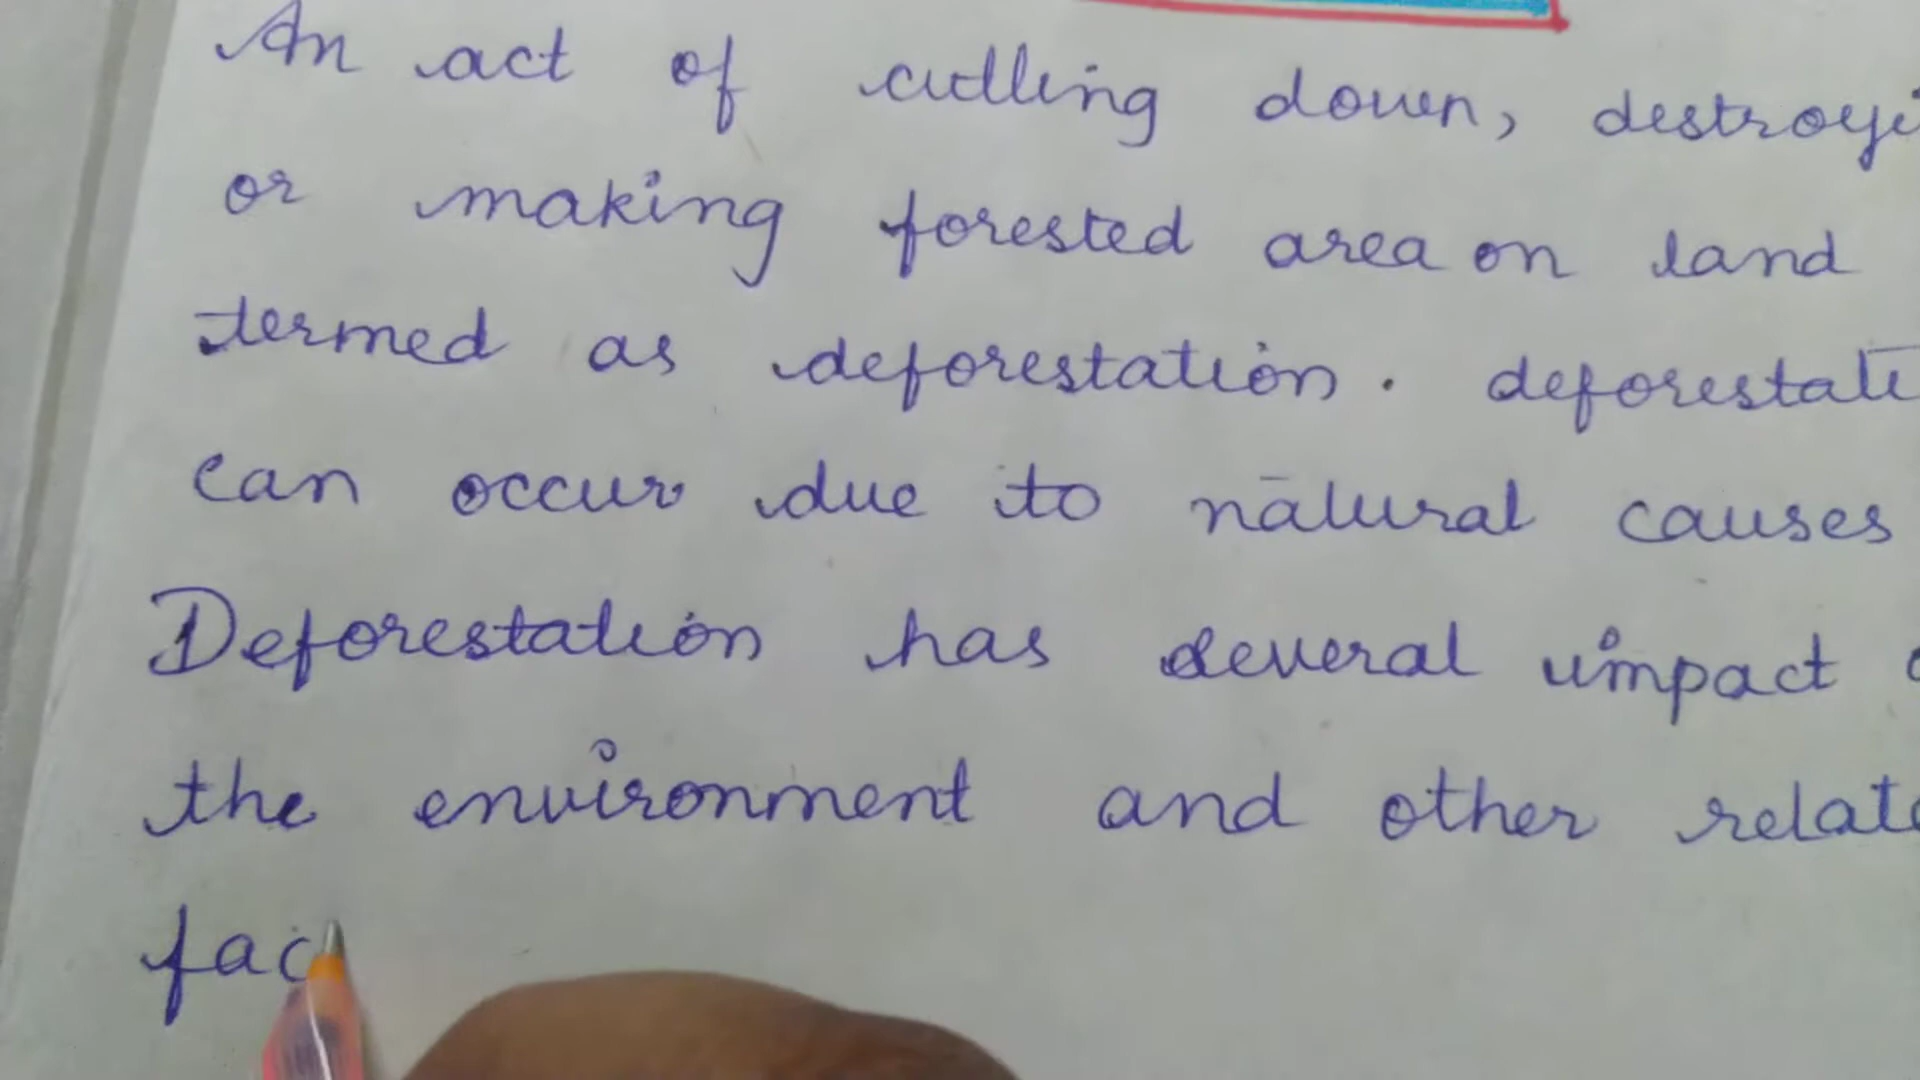 An act of cutting down, destroyi
or making forested area on land
termed as deforestation. deforestati
can occur due to natural causes
Deforestation has several impact o
the environment and other relate
fac